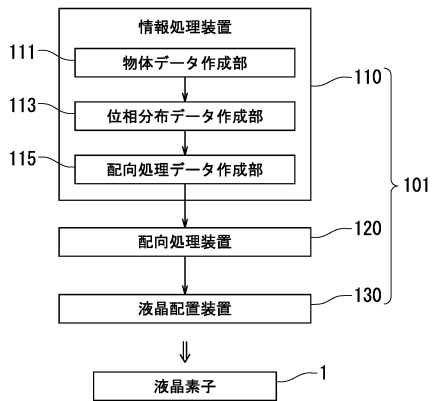 情報処理装置
111
物体データ作成部
110
113
位相分布データ作成部
115
配向処理データ作成部
101
120
配向処理装置
130
液晶配置装置
⇓
1
液晶素子